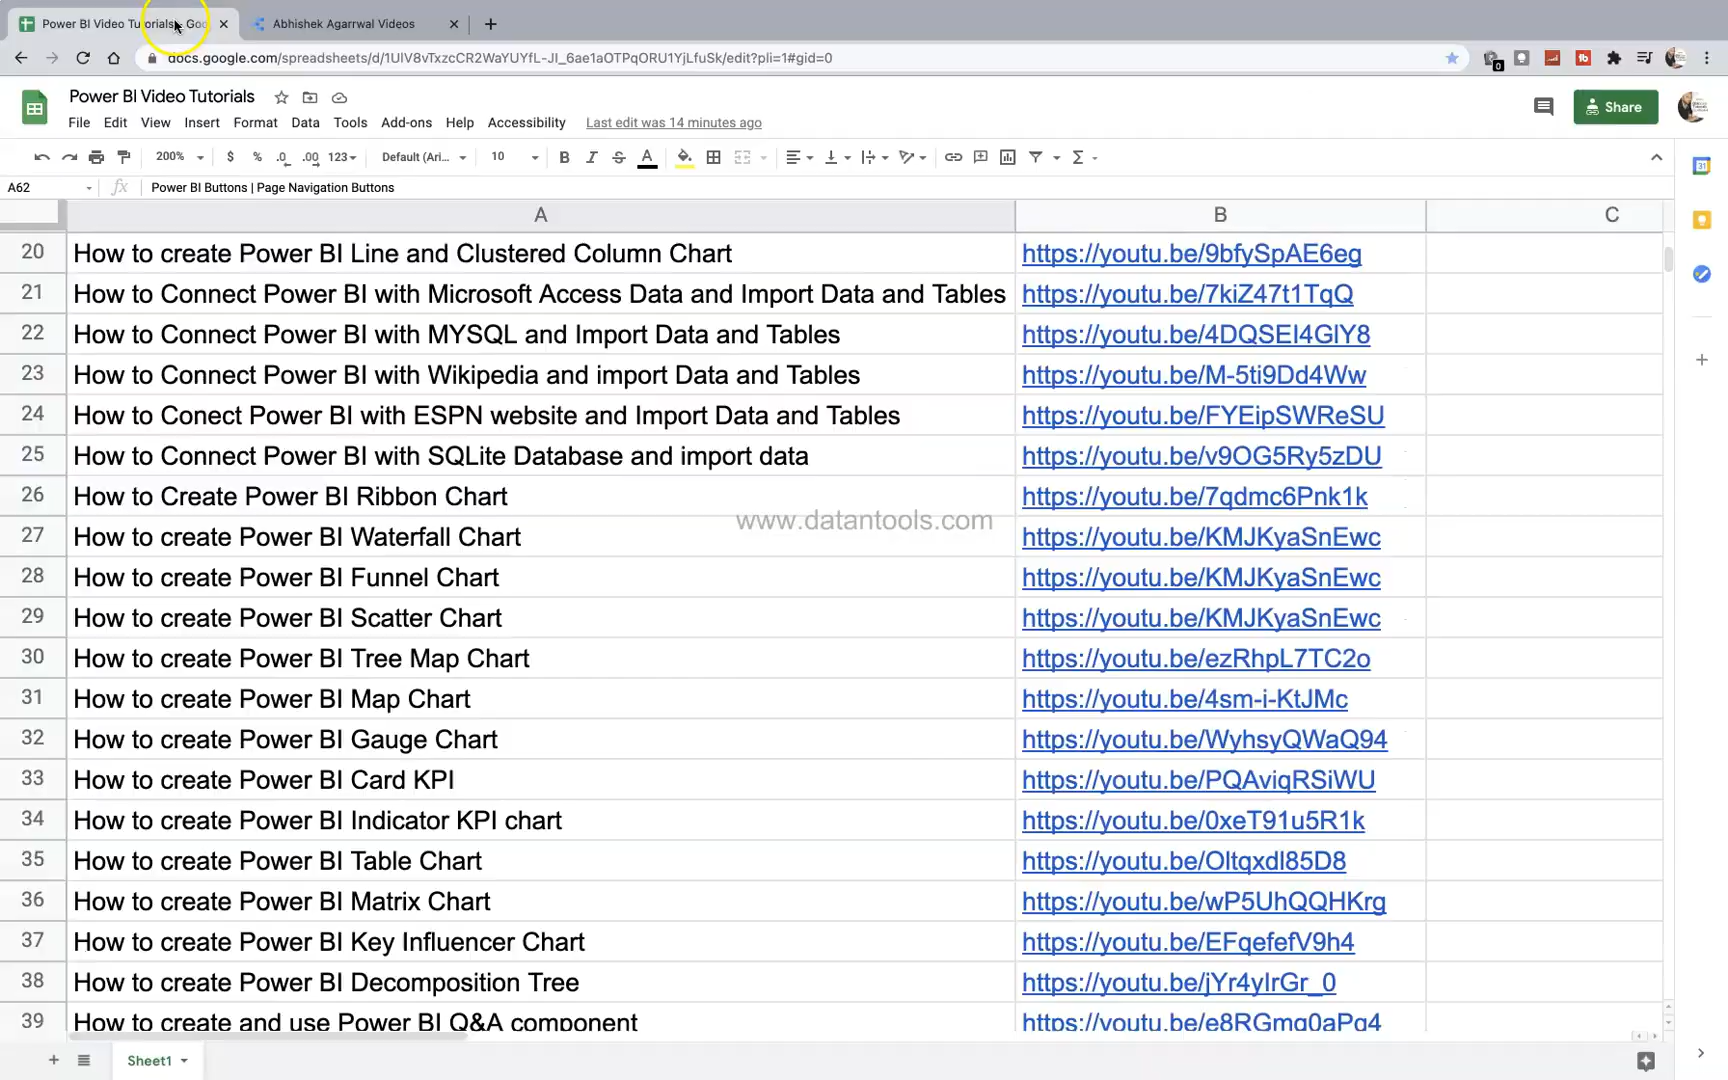 Power BI Video Tutorials - Goo
Abhishek Agarrwal Videos
docs.google.com/spreadsheets/d/1UlV8vTxzcCR2WaYUYfL-JI_6ae1aOTPqORU1YjLfuSk/edit?pli=1#gid=0
0
Power BI Video Tutorials
Share
File Edit View Insert Format Data Tools Add-ons Help Accessibility Last edit was 14 minutes ago
200% $ % .0 .00 123 Default (Ari... 10 B I S A
31
A62 fx Power BI Buttons | Page Navigation Buttons
A B C
20 How to create Power BI Line and Clustered Column Chart https://youtu.be/9bfySpAE6eg
21 How to Connect Power BI with Microsoft Access Data and Import Data and Tables https://youtu.be/7kiZ47t1TqQ
22 How to Connect Power BI with MYSQL and Import Data and Tables https://youtu.be/4DQSEI4GlY8
23 How to Connect Power BI with Wikipedia and import Data and Tables https://youtu.be/M-5ti9Dd4Ww
24 How to Conect Power BI with ESPN website and Import Data and Tables https://youtu.be/FYEipSWReSU
25 How to Connect Power BI with SQLite Database and import data https://youtu.be/v9OG5Ry5zDU
26 How to Create Power BI Ribbon Chart https://youtu.be/7qdmc6Pnk1k
www.datantools.com
27 How to create Power BI Waterfall Chart https://youtu.be/KMJKyaSnEwc
28 How to create Power BI Funnel Chart https://youtu.be/KMJKyaSnEwc
29 How to create Power BI Scatter Chart https://youtu.be/KMJKyaSnEwc
30 How to create Power BI Tree Map Chart https://youtu.be/ezRhpL7TC2o
31 How to create Power BI Map Chart https://youtu.be/4sm-i-KtJMc
32 How to create Power BI Gauge Chart https://youtu.be/WyhsyQWaQ94
33 How to create Power BI Card KPI https://youtu.be/PQAviqRSiWU
34 How to create Power BI Indicator KPI chart https://youtu.be/0xeT91u5R1k
35 How to create Power BI Table Chart https://youtu.be/Oltqxdl85D8
36 How to create Power BI Matrix Chart https://youtu.be/wP5UhQQHKrg
37 How to create Power BI Key Influencer Chart https://youtu.be/EFqefefV9h4
38 How to create Power BI Decomposition Tree https://youtu.be/jYr4yIrGr_0
39 How to create and use Power BI Q&A component https://youtu.be/e8RGmq0aPq4
Sheet1